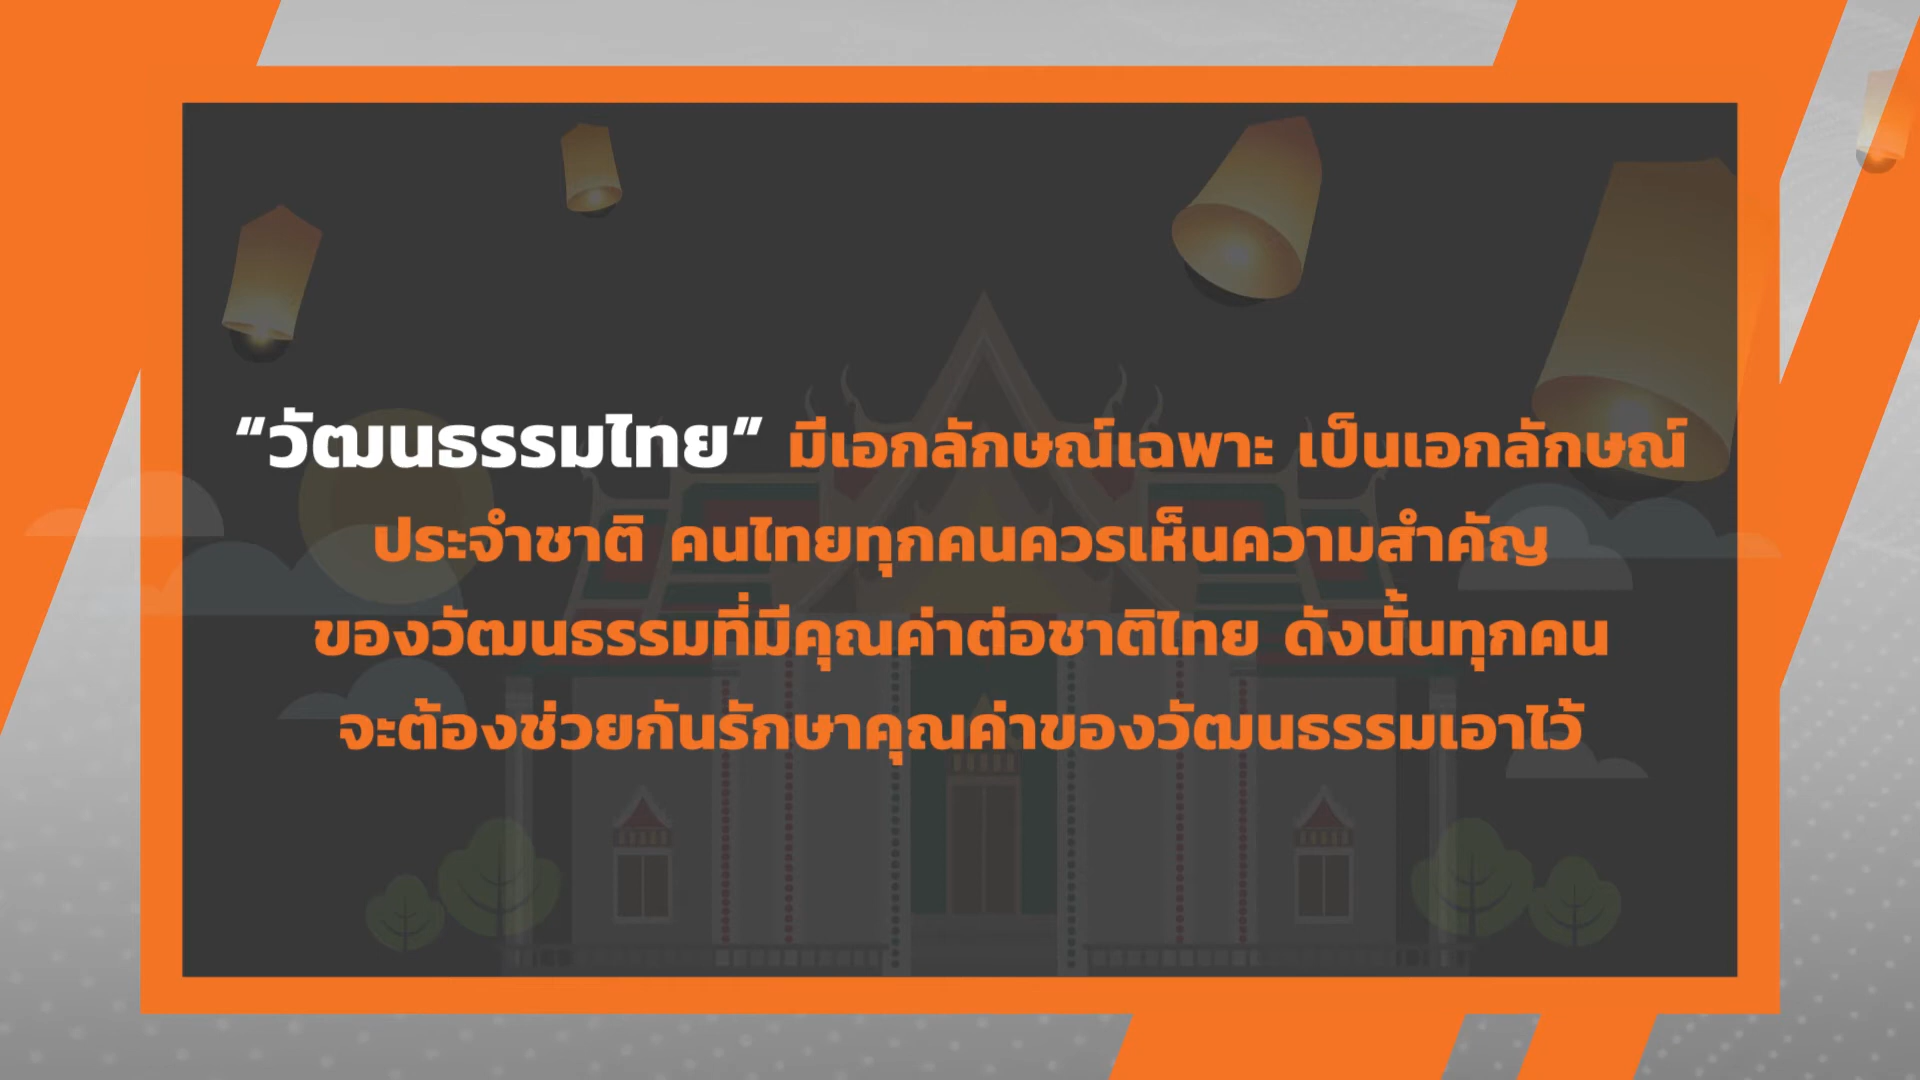 “วัฒนธรรมไทย” มีเอกลักษณ์เฉพาะ เป็นเอกลักษณ์
ประจำชาติ คนไทยทุกคนควรเห็นความสำคัญ
ของวัฒนธรรมที่มีคุณค่าต่อชาติไทย ดังนั้นทุกคน
จะต้องช่วยกันรักษาคุณค่าของวัฒนธรรมเอาไว้